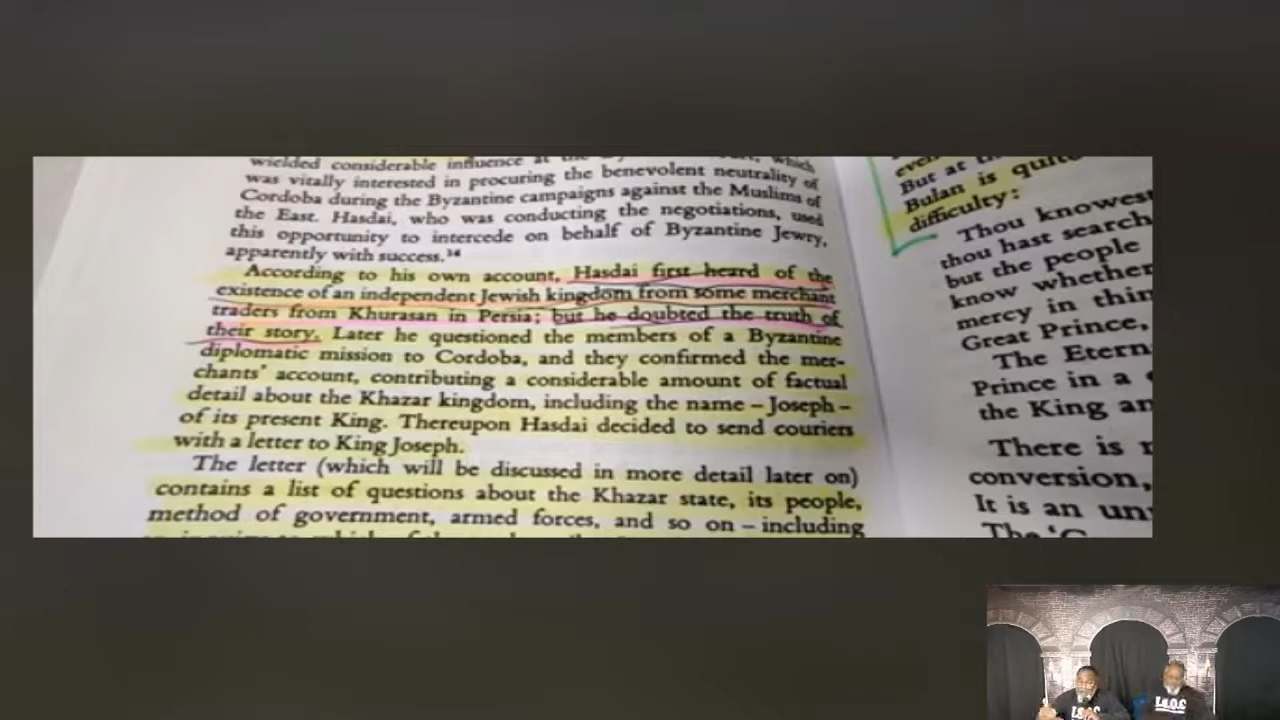 wielded considerable influence at the which
was vitally interested in procuring the benevolent neutrality of
Cordoba during the Byzantine campaigns against the Muslims of
the East. Hasdai, who was conducting the negotiations, used
this opportunity to intercede on behalf of Byzantine Jewry,
apparently with success.¹⁴
According to his own account, Hasdai first heard of the
existence of an independent Jewish kingdom from some merchant
traders from Khurasan in Persia; but he doubted the truth of
their story. Later he questioned the members of a Byzantine
diplomatic mission to Cordoba, and they confirmed the mer-
chants' account, contributing a considerable amount of factual
detail about the Khazar kingdom, including the name – Joseph –
of its present King. Thereupon Hasdai decided to send couriers
with a letter to King Joseph.
The letter (which will be discussed in more detail later on)
contains a list of questions about the Khazar state, its people,
method of government, armed forces, and so on – including
But at
Bulan is quite
difficulty:
Thou knowest
thou hast search
but the people
know whether
mercy in thin
Great Prince,
The Etern
Prince in a
the King an
There is
conversion,
It is an un
The